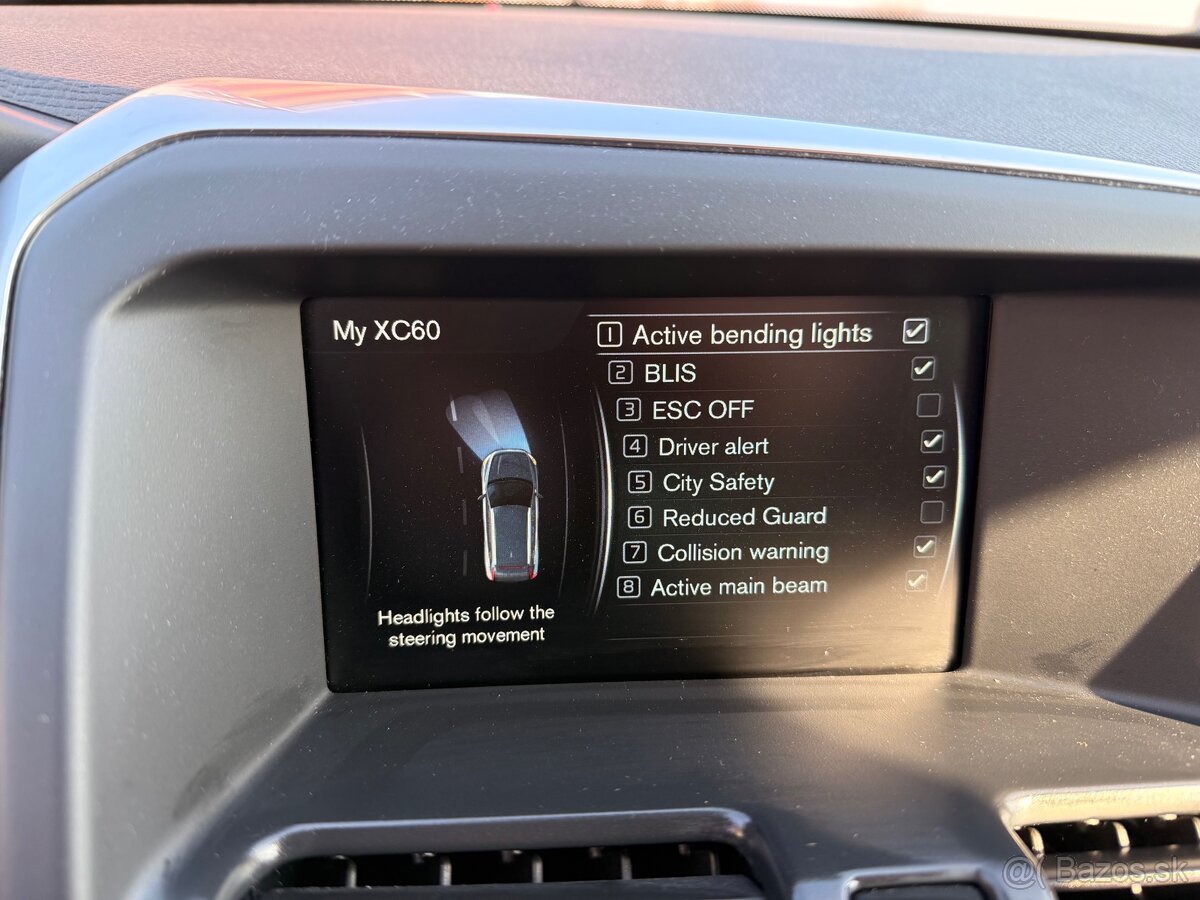 My XC60
1 Active bending lights
2 BLIS
3 ESC OFF
4 Driver alert
5 City Safety
6 Reduced Guard
7 Collision warning
8 Active main beam
Headlights follow the
steering movement
Bazos.sk